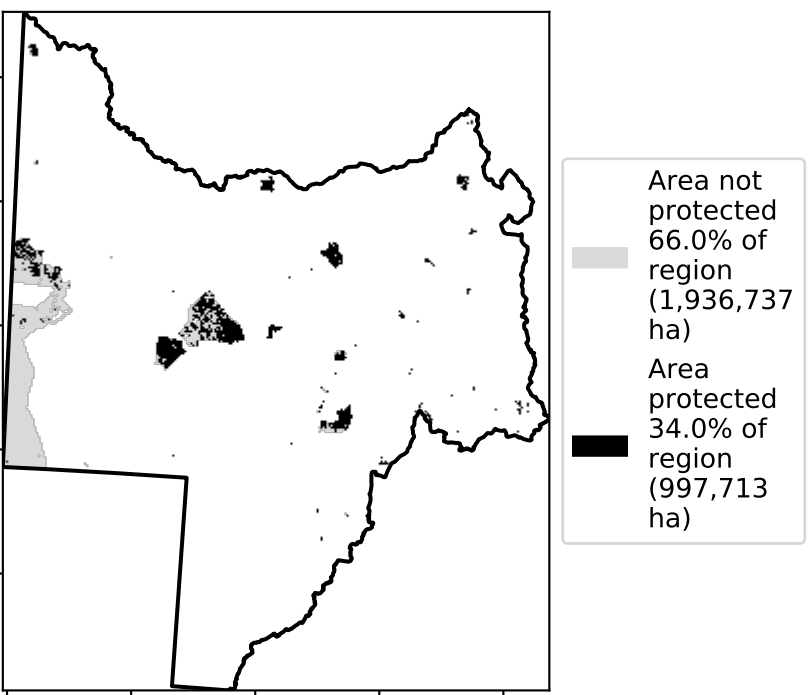 Area not
protected
66.0% of
region
(1,936,737
ha)
Area
protected
34.0% of
region
(997,713
ha)